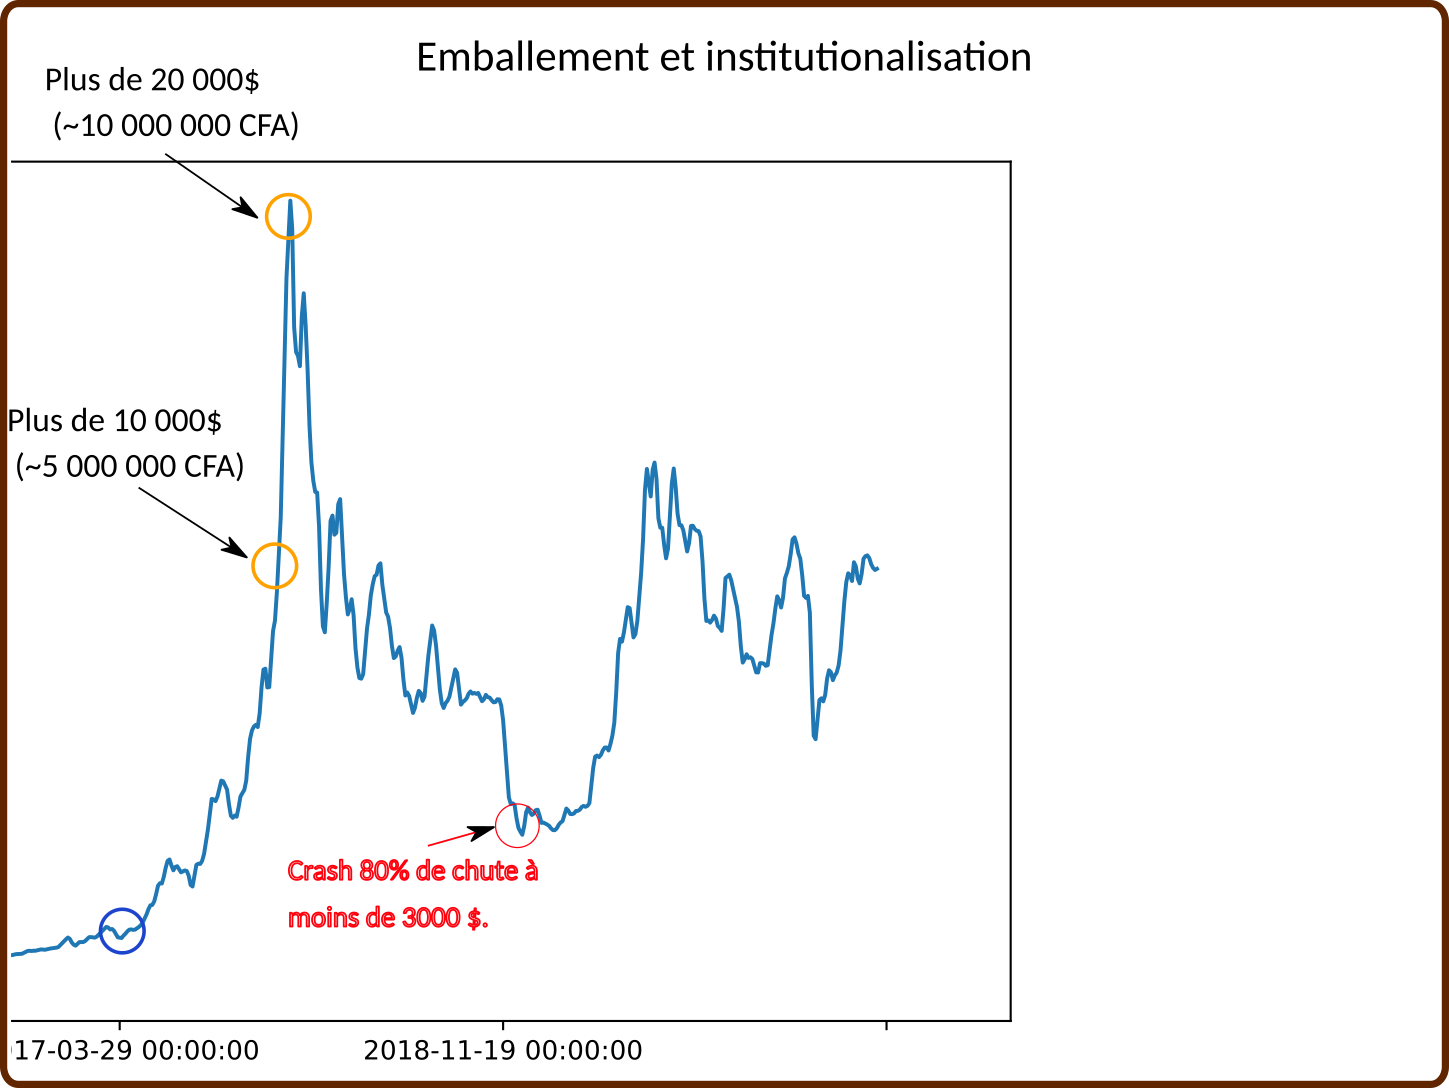 Emballement et institutionalisation
Plus de 20 000$
(~10 000 000 CFA)
Plus de 10 000$
(~5 000 000 CFA)
Crash 80% de chute à
moins de 3000 $.
17-03-29 00:00:00
2018-11-19 00:00:00